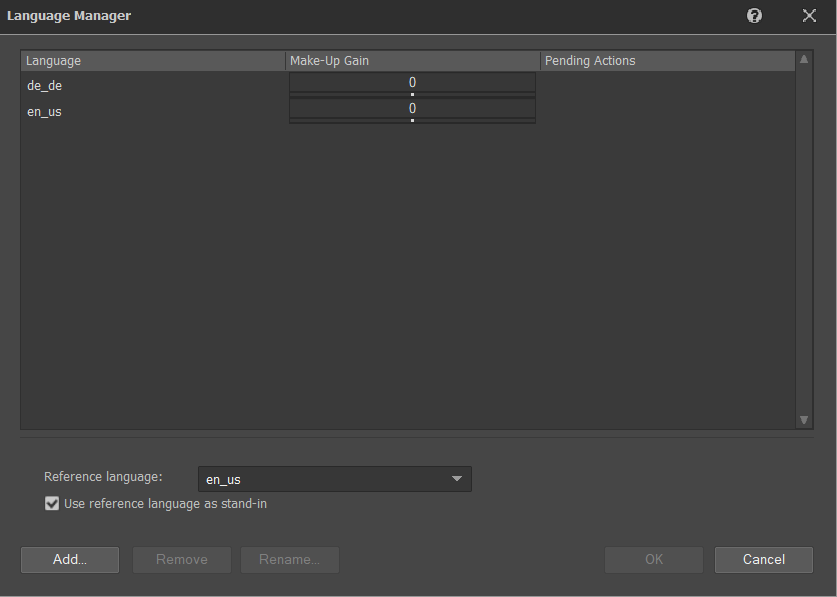 Language Manager
Language Make-Up Gain Pending Actions
de_de 0
en_us 0
Reference language: en_us
Use reference language as stand-in
Add... Remove Rename... OK Cancel